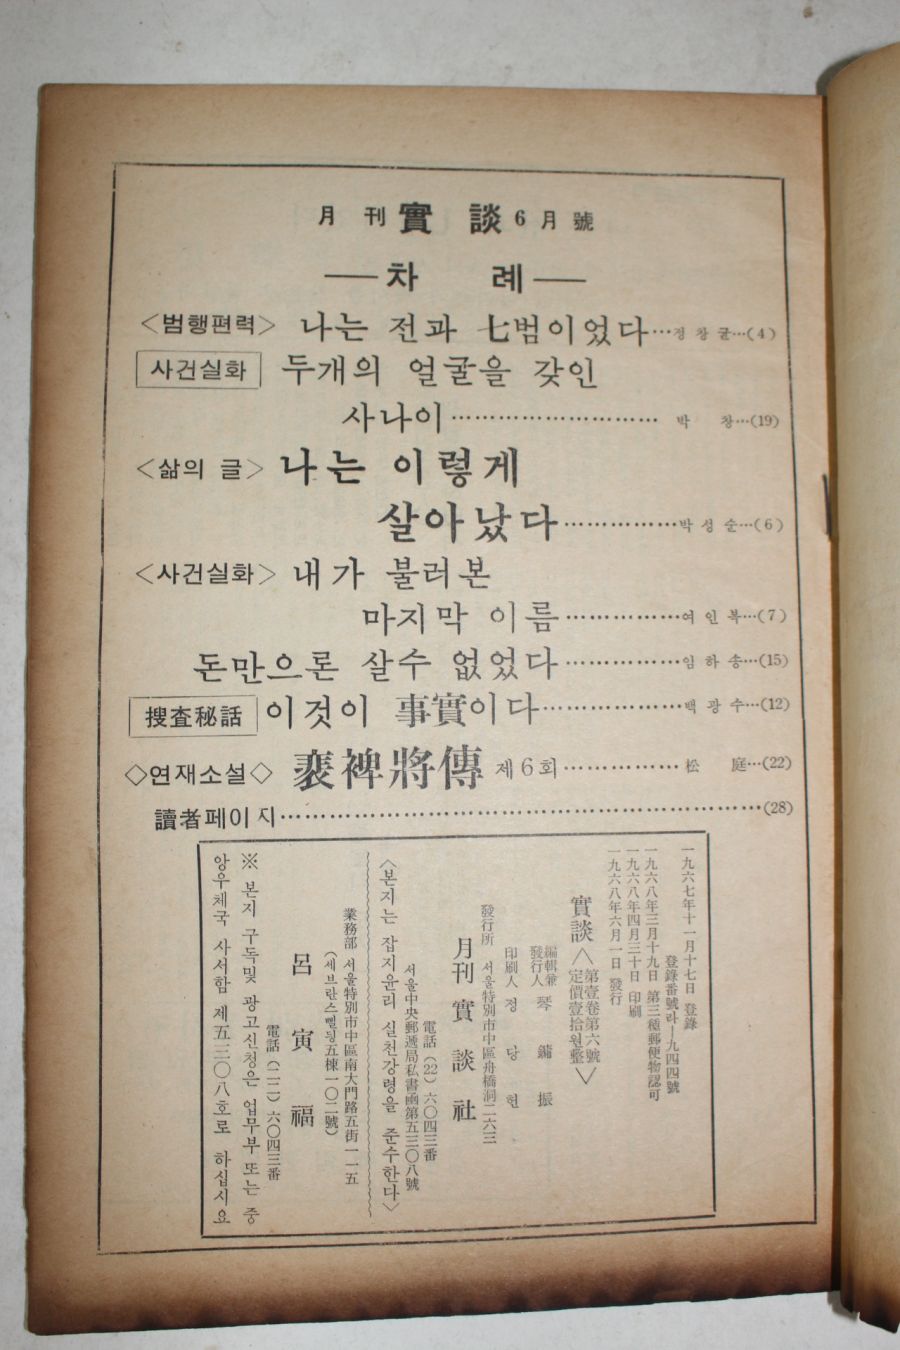 月刊 實談 6月號
― 차 례 ―
〈범행편력〉 나는 전과 七범이었다…정창균…(4)
사건실화 두개의 얼굴을 갖인
사나이………………………박 창…(19)
〈삶의 글〉 나는 이렇게
살아났다……………박성순…(6)
〈사건실화〉 내가 불러본
마지막 이름……………여인복…(7)
돈만으론 살수 없었다……………임하송…(15)
搜査秘話 이것이 事實이다………………백광수…(12)
◇연재소설◇ 裵裨將傳 제6회……………松 庭…(22)
讀者페이지……………………………………………………(28)
一九六七年十一月十七日 登錄
登錄番號라―九四四號
一九六八年三月十九日 第三種郵便物認可
一九六八年四月三十日 印刷
一九六八年六月一日 發行
實談 〈第壹卷第六號
定價壹拾원整〉
編輯兼
發行人 琴鏞振
印刷人 정당현
發行所 서울特別市中區舟橋洞二六三
月刊實談社
電話 (22) 六〇四三番
서울中央郵遞局私書函第五三〇八號
〈본지는 잡지윤리 실천강령을 준수한다〉
業務部 서울特別市中區南大門路五街一一五
(세브란스삘딩五棟一〇二號)
呂寅福
電話 (二二) 六〇四三番
※ 본지 구독및 광고신청은 업무부 또는 중
앙우체국 사서함 제五三〇八호로 하십시요